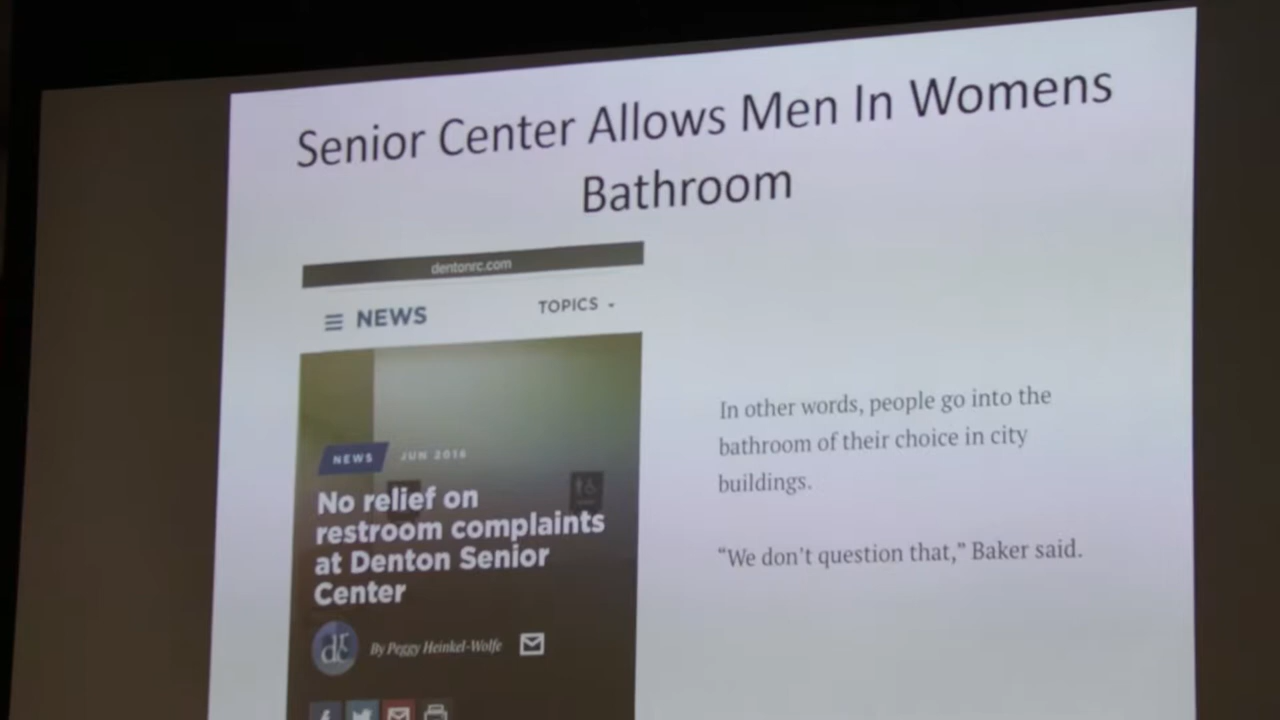 Senior Center Allows Men In Womens
Bathroom
dentonrc.com
NEWS
TOPICS
NEWS JUN 2016
No relief on
restroom complaints
at Denton Senior
Center
dr
c
By Peggy Heinkel-Wolfe
In other words, people go into the
bathroom of their choice in city
buildings.
“We don't question that,” Baker said.